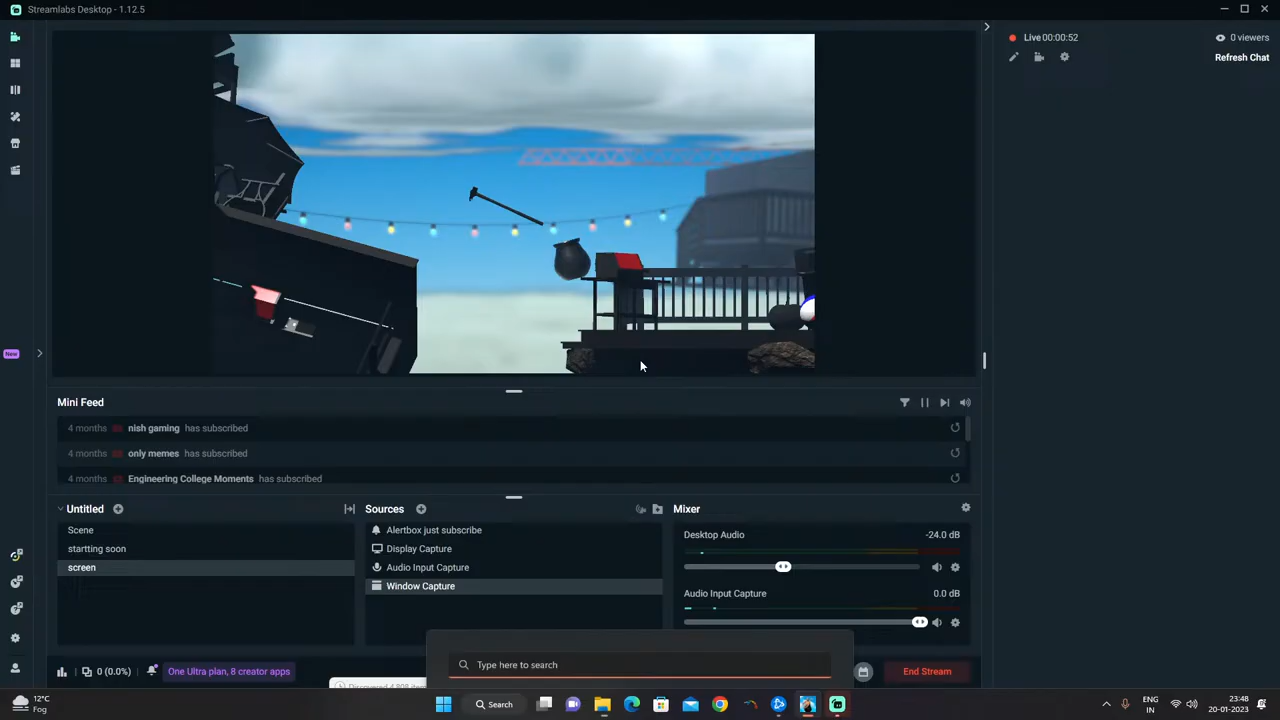 Streamlabs Desktop - 1.12.5
Live 00:00:52
0 viewers
Refresh Chat
New
Mini Feed
4 months nish gaming has subscribed
4 months only memes has subscribed
4 months Engineering College Moments has subscribed
Untitled
Scene
startting soon
screen
Sources
Alertbox just subscribe
Display Capture
Audio Input Capture
Window Capture
Mixer
Desktop Audio -24.0 dB
Audio Input Capture 0.0 dB
0 (0.0%)
One Ultra plan, 8 creator apps
End Stream
Type here to search
12°C
Fog
Search
ENG
IN
23:48
20-01-2023